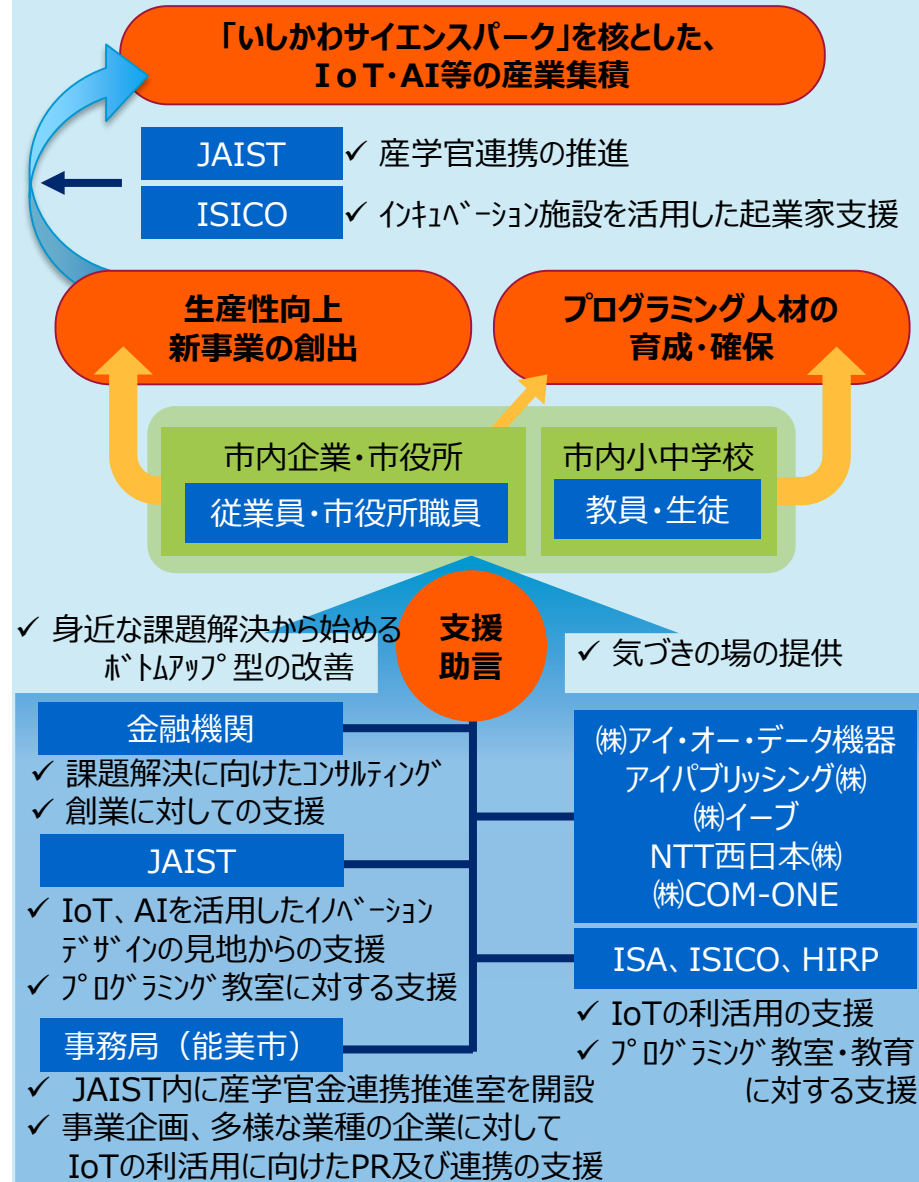 「いしかわサイエンスパーク」を核とした、
ＩｏＴ・AI等の産業集積
JAIST
✓ 産学官連携の推進
ISICO
✓ ｲﾝｷｭﾍﾞｰｼｮﾝ施設を活用した起業家支援
生産性向上
新事業の創出
プログラミング人材の
育成・確保
市内企業・市役所
従業員・市役所職員
市内小中学校
教員・生徒
支援
助言
✓ 身近な課題解決から始める
ﾎﾞﾄﾑｱｯﾌﾟ型の改善
✓ 気づきの場の提供
金融機関
✓ 課題解決に向けたｺﾝｻﾙﾃｨﾝｸﾞ
✓ 創業に対しての支援
JAIST
✓ IoT、AIを活用したｲﾉﾍﾞｰｼｮﾝ
ﾃﾞｻﾞｲﾝの見地からの支援
✓ ﾌﾟﾛｸﾞﾗﾐﾝｸﾞ教室に対する支援
事務局（能美市）
✓ JAIST内に産学官金連携推進室を開設
✓ 事業企画、多様な業種の企業に対して
IoTの利活用に向けたPR及び連携の支援
㈱アイ・オー・データ機器
アイパブリッシング㈱
㈱イーブ
NTT西日本㈱
㈱COM-ONE
ISA、ISICO、HIRP
✓ IoTの利活用の支援
✓ ﾌﾟﾛｸﾞﾗﾐﾝｸﾞ教室・教育
に対する支援